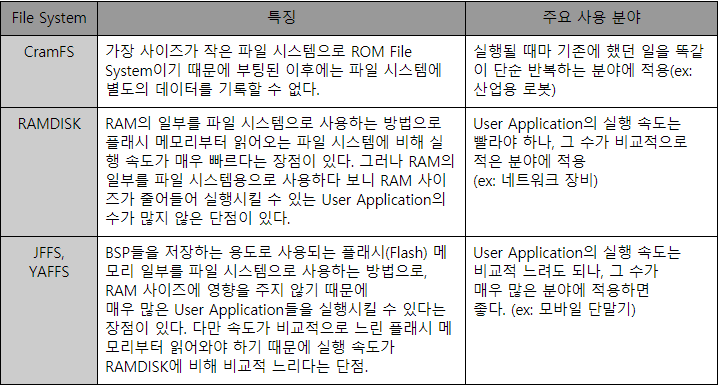 File System
특징
주요 사용 분야
CramFS
가장 사이즈가 작은 파일 시스템으로 ROM File
System이기 때문에 부팅된 이후에는 파일 시스템에
별도의 데이터를 기록할 수 없다.
실행될 때마다 기존에 했던 일을 똑같
이 단순 반복하는 분야에 적용(ex:
산업용 로봇)
RAMDISK
RAM의 일부를 파일 시스템으로 사용하는 방법으로
플래시 메모리부터 읽어오는 파일 시스템에 비해 실
행 속도가 매우 빠르다는 장점이 있다. 그러나 RAM의
일부를 파일 시스템용으로 사용하다 보니 RAM 사이
즈가 줄어들어 실행시킬 수 있는 User Application의
수가 많지 않은 단점이 있다.
User Application의 실행 속도는
빨라야 하나, 그 수가 비교적으로
적은 분야에 적용
(ex: 네트워크 장비)
JFFS,
YAFFS
BSP들을 저장하는 용도로 사용되는 플래시(Flash) 메
모리 일부를 파일 시스템으로 사용하는 방법으로,
RAM 사이즈에 영향을 주지 않기 때문에
매우 많은 User Application들을 실행시킬 수 있다는
장점이 있다. 다만 속도가 비교적으로 느린 플래시 메
모리부터 읽어와야 하기 때문에 실행 속도가
RAMDISK에 비해 비교적 느리다는 단점.
User Application의 실행 속도는
비교적 느려도 되나, 그 수가
매우 많은 분야에 적용하면
좋다. (ex: 모바일 단말기)